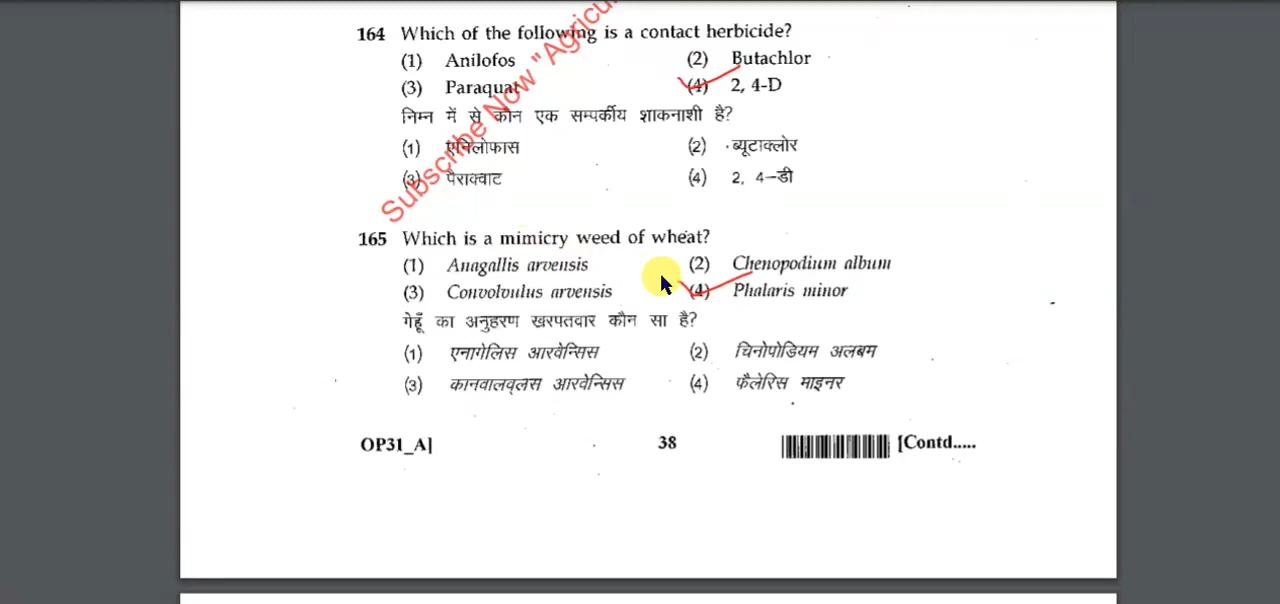 164 Which of the following is a contact herbicide?
(1) Anilofos (2) Butachlor
(3) Paraquat (4) 2, 4-D
निम्न में से कौन एक सम्पर्कीय शाकनाशी है?
(1) एनिलोफास (2) ब्यूटाक्लोर
(3) पैराक्वाट (4) 2, 4–डी
Subscribe Now "Agricu
165 Which is a mimicry weed of wheat?
(1) Anagallis arvensis (2) Chenopodium album
(3) Convolvulus arvensis (4) Phalaris minor
गेहूँ का अनुहरण खरपतवार कौन सा है?
(1) एनागेलिस आरवेन्सिस (2) चिनोपोडियम अलबम
(3) कानवालव्लस आरवेन्सिस (4) फैलेरिस माइनर
OP31_A] 38 [Contd.....